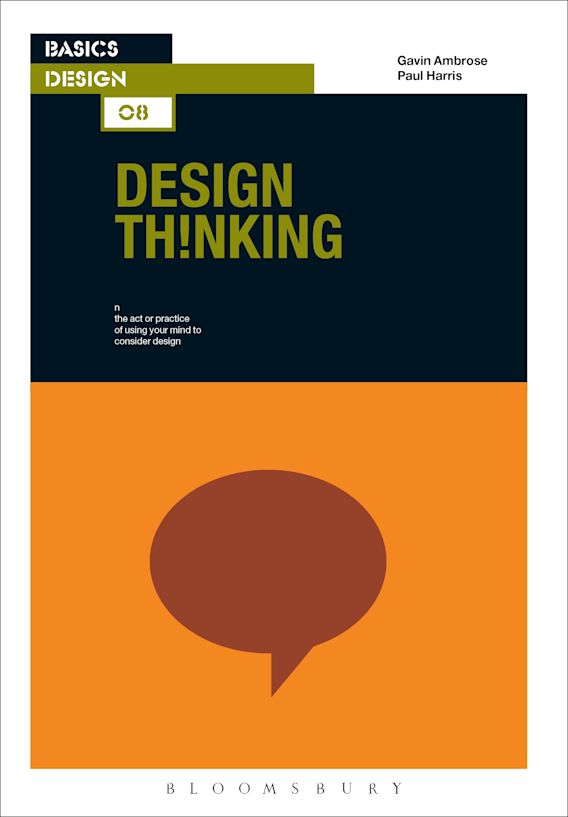 BASICS
DESIGN
08
Gavin Ambrose
Paul Harris
DESIGN
TH!NKING
n
the act or practice
of using your mind to
consider design
BLOOMSBURY